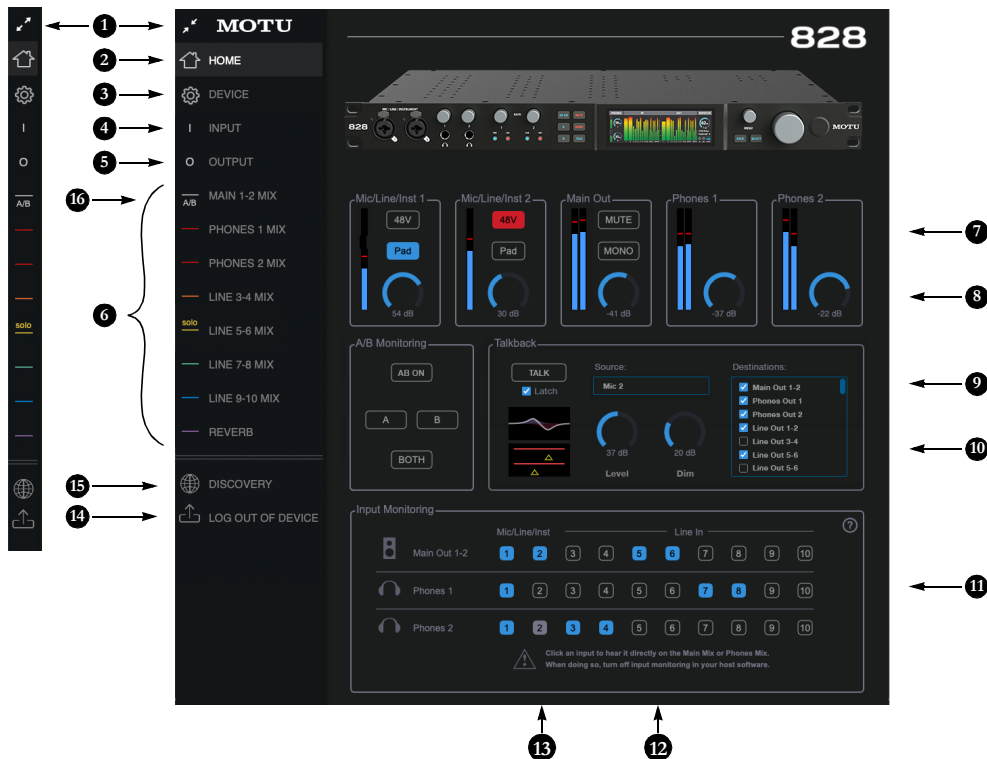 1
MOTU
2
HOME
3
DEVICE
4
I
I
INPUT
5
O
O
OUTPUT
16
A/B
A/B
MAIN 1-2 MIX
PHONES 1 MIX
PHONES 2 MIX
6
LINE 3-4 MIX
solo
solo
LINE 5-6 MIX
LINE 7-8 MIX
LINE 9-10 MIX
REVERB
15
DISCOVERY
14
LOG OUT OF DEVICE
828
MIC / LINE / INSTRUMENT
828
MOTU
MENU
Mic/Line/Inst 1
48V
Pad
54 dB
Mic/Line/Inst 2
48V
Pad
30 dB
Main Out
MUTE
MONO
-41 dB
Phones 1
-37 dB
Phones 2
-22 dB
7
8
A/B Monitoring
AB ON
A
B
BOTH
Talkback
TALK
Latch
Source:
Mic 2
37 dB
Level
20 dB
Dim
Destinations:
Main Out 1-2
Phones Out 1
Phones Out 2
Line Out 1-2
Line Out 3-4
Line Out 5-6
Line Out 5-6
9
10
Input Monitoring
?
Mic/Line/Inst
Line In
Main Out 1-2 1 2 3 4 5 6 7 8 9 10
Phones 1 1 2 3 4 5 6 7 8 9 10
Phones 2 1 2 3 4 5 6 7 8 9 10
Click an input to hear it directly on the Main Mix or Phones Mix.
When doing so, turn off input monitoring in your host software.
11
13
12